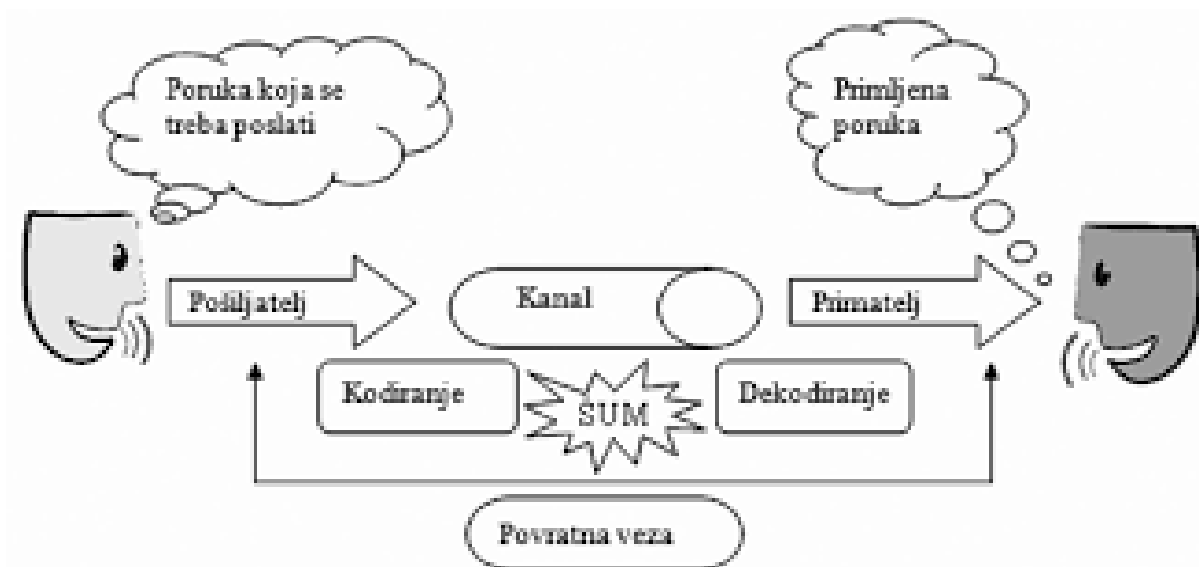 Poruka koja se
treba poslati
Primljena
poruka
Pošiljatelj
Kanal
Primatelj
Kodiranje
ŠUM
Dekodiranje
Povratna veza